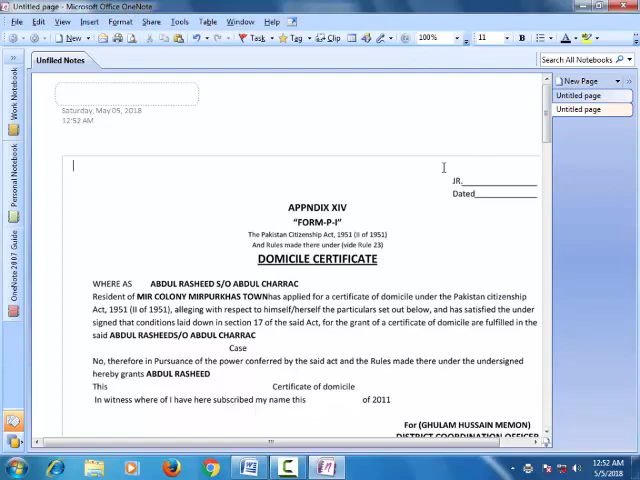 Untitled page - Microsoft Office OneNote
File Edit View Insert Format Share Tools Table Window Help
New Task Tag Clip 100% 11 B A
Unfiled Notes
Search All Notebooks
Work Notebook
Personal Notebook
OneNote 2007 Guide
New Page
Untitled page
Untitled page
Saturday, May 05, 2018
12:52 AM
JR.
Dated
APPNDIX XIV
“FORM-P-I”
The Pakistan Citizenship Act, 1951 (II of 1951)
And Rules made there under (vide Rule 23)
DOMICILE CERTIFICATE
WHERE AS ABDUL RASHEED S/O ABDUL CHARRAC
Resident of MIR COLONY MIRPURKHAS TOWNhas applied for a certificate of domicile under the Pakistan citizenship
Act, 1951 (II of 1951), alleging with respect to himself/herself the particulars set out below, and has satisfied the under
signed that conditions laid down in section 17 of the said Act, for the grant of a certificate of domicile are fulfilled in the
said ABDUL RASHEEDS/O ABDUL CHARRAC
Case
No, therefore in Pursuance of the power conferred by the said act and the Rules made there under the undersigned
hereby grants ABDUL RASHEED
This Certificate of domicile
In witness where of I have here subscribed my name this of 2011
For (GHULAM HUSSAIN MEMON)
DISTRICT COORDINATION OFFICER
12:52 AM
5/5/2018